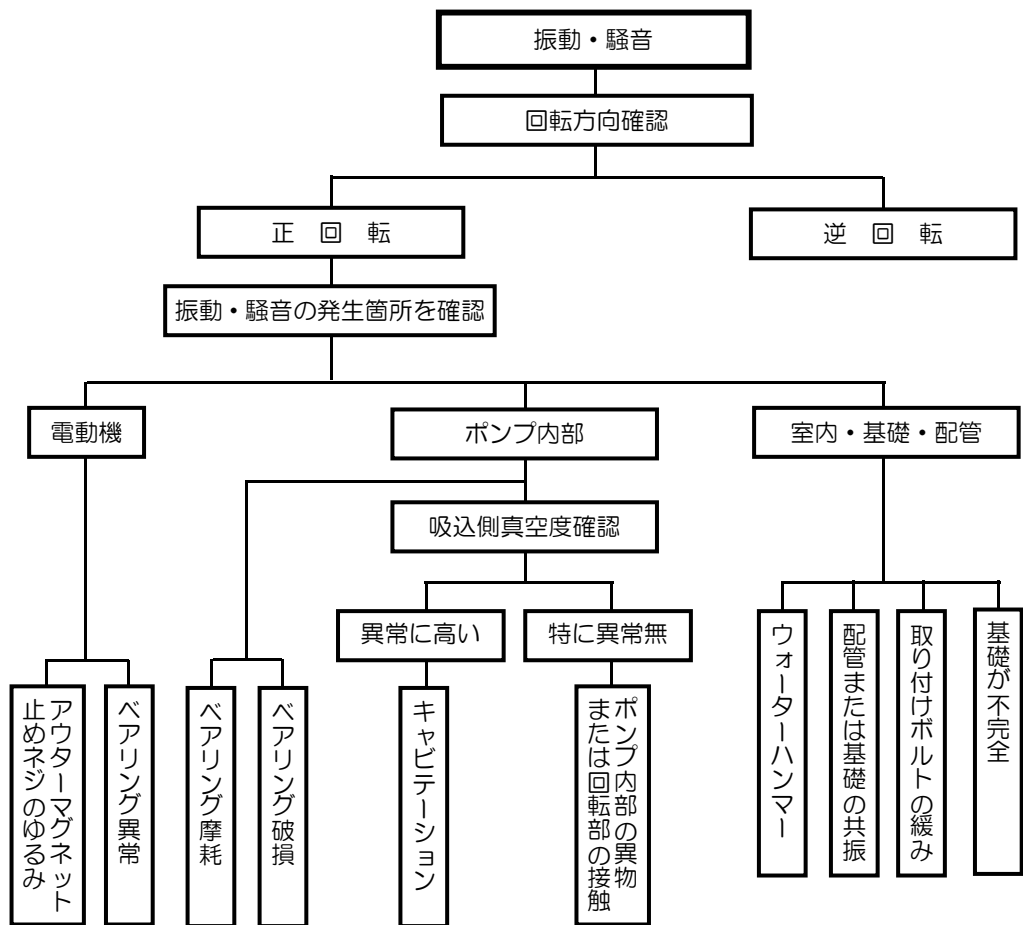 振動・騒音
回転方向確認
正 回 転
逆 回 転
振動・騒音の発生箇所を確認
電動機
ポンプ内部
室内・基礎・配管
吸込側真空度確認
異常に高い
特に異常無
アウターマグネット
止めネジのゆるみ
ベアリング異常
ベアリング摩耗
ベアリング破損
キャビテーション
ポンプ内部の異物
または回転部の接触
ウォーターハンマー
配管または基礎の共振
取り付けボルトの緩み
基礎が不完全